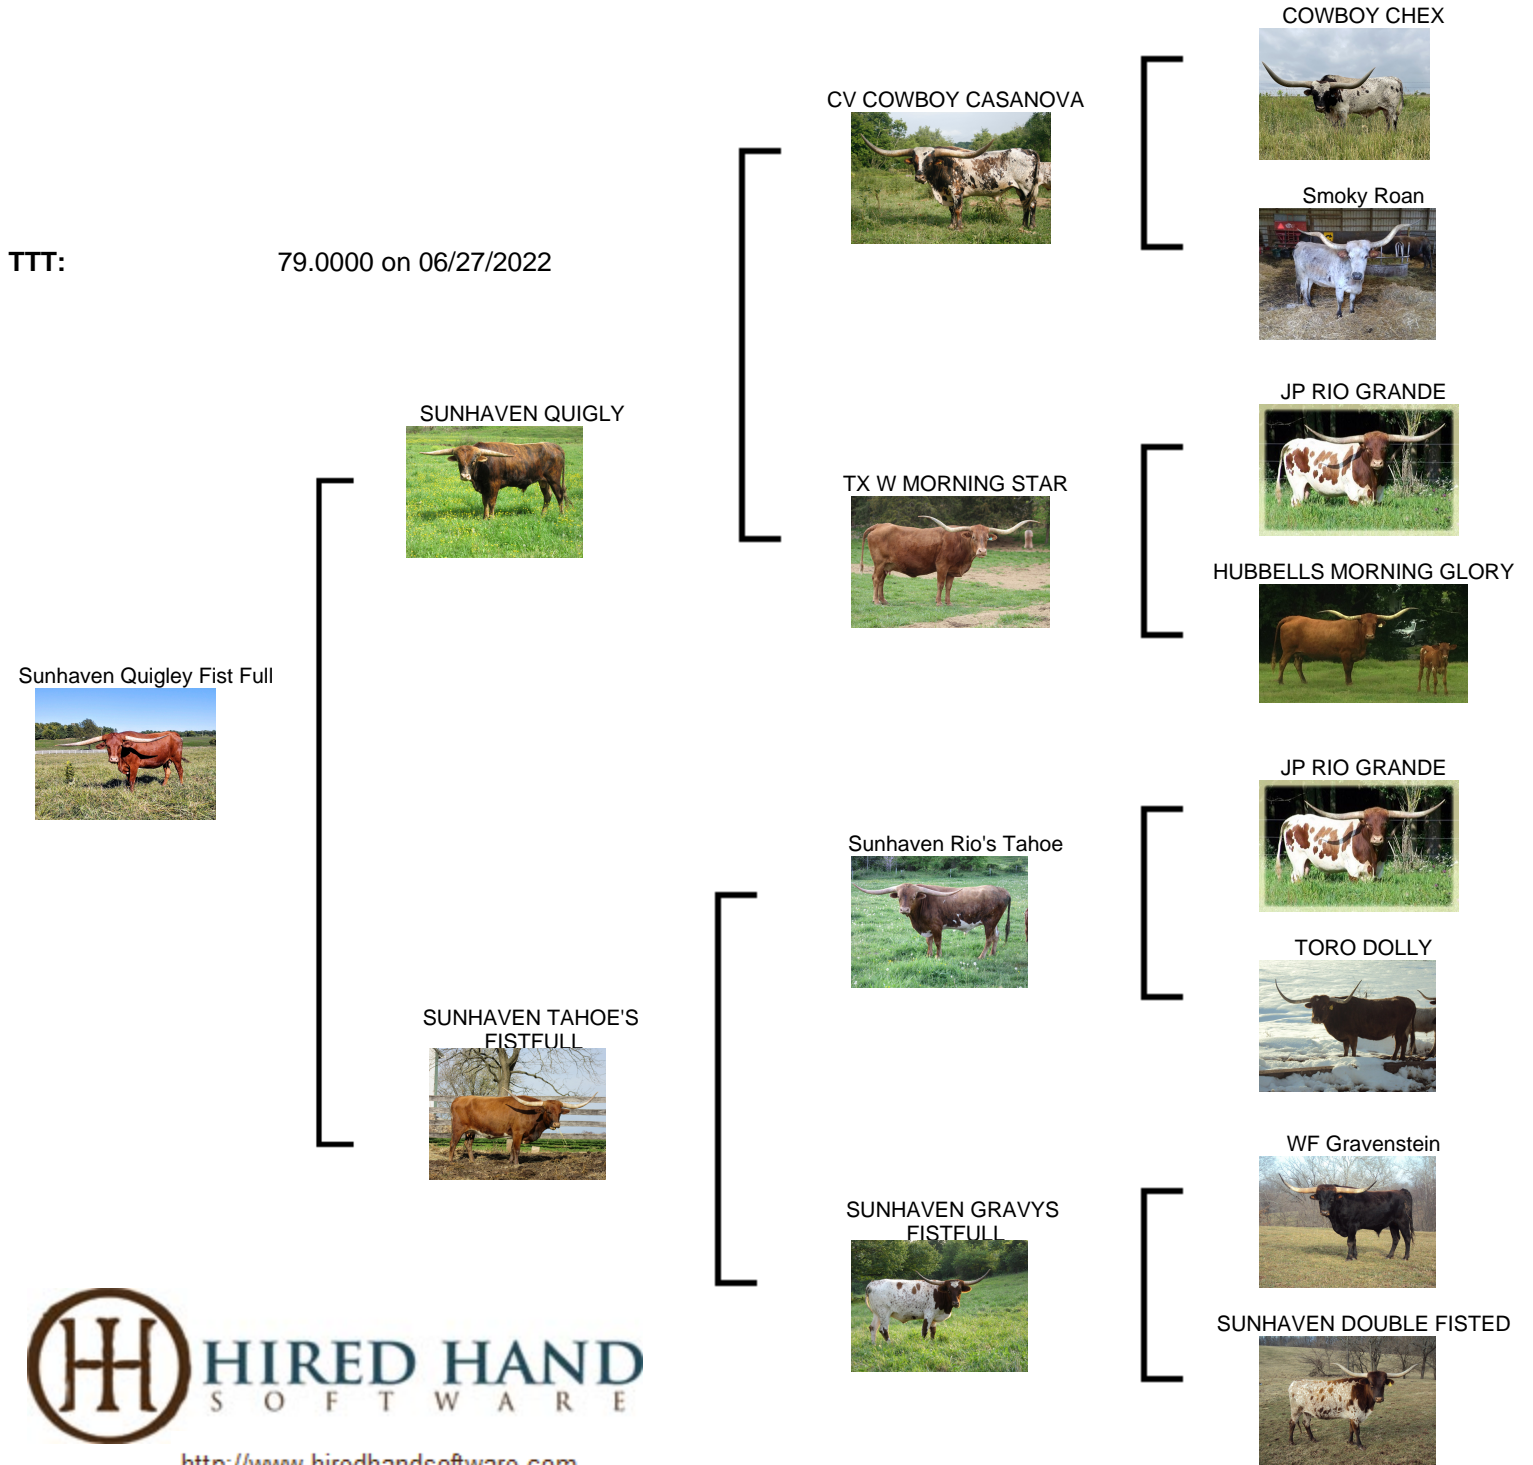 COWBOY CHEX
CV COWBOY CASANOVA
Smoky Roan
TTT: 79.0000 on 06/27/2022
JP RIO GRANDE
SUNHAVEN QUIGLY
TX W MORNING STAR
HUBBELLS MORNING GLORY
Sunhaven Quigley Fist Full
JP RIO GRANDE
Sunhaven Rio's Tahoe
TORO DOLLY
SUNHAVEN TAHOE'S
FISTFULL
WF Gravenstein
SUNHAVEN GRAVYS
FISTFULL
SUNHAVEN DOUBLE FISTED
HIRED HAND
SOFTWARE
http://www.hiredhandsoftware.com